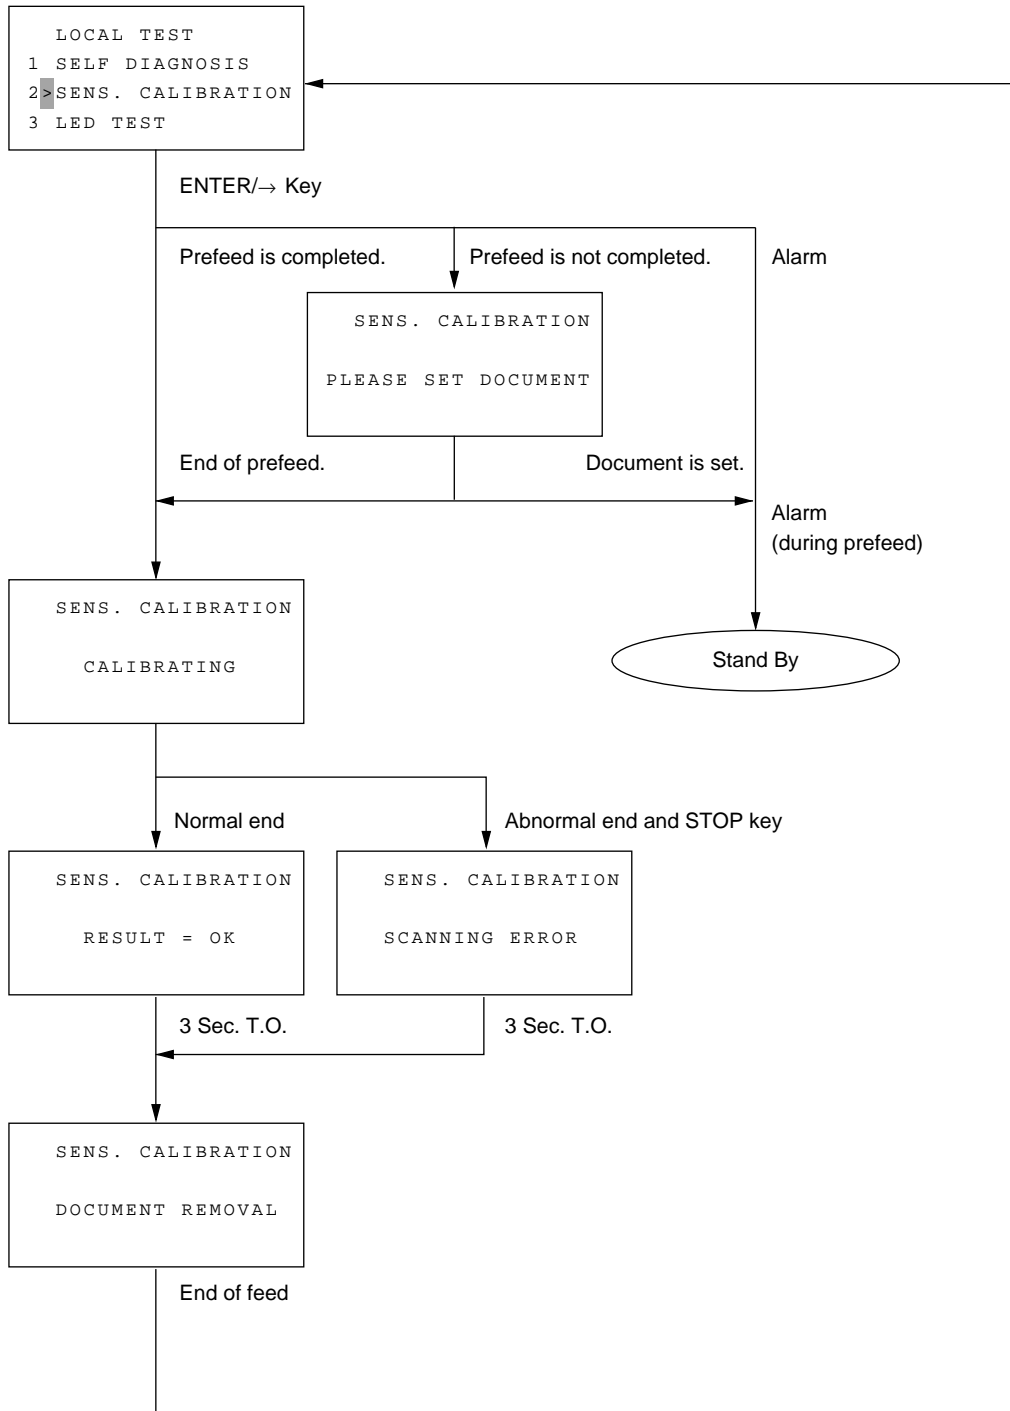 LOCAL TEST
1 SELF DIAGNOSIS
2>SENS. CALIBRATION
3 LED TEST
ENTER/→ Key
Prefeed is completed.
Prefeed is not completed.
Alarm
SENS. CALIBRATION
PLEASE SET DOCUMENT
End of prefeed.
Document is set.
Alarm
(during prefeed)
SENS. CALIBRATION
CALIBRATING
Stand By
Normal end
Abnormal end and STOP key
SENS. CALIBRATION
RESULT = OK
SENS. CALIBRATION
SCANNING ERROR
3 Sec. T.O.
3 Sec. T.O.
SENS. CALIBRATION
DOCUMENT REMOVAL
End of feed